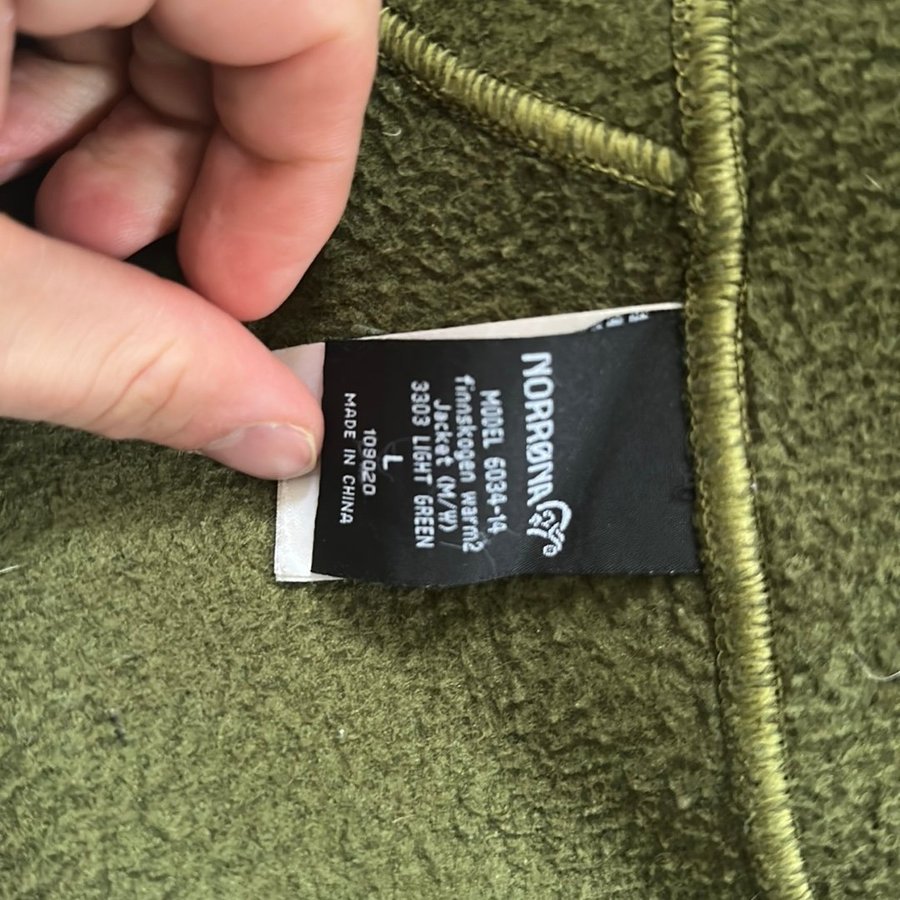 NORRØNA
MODEL 6034-14
finnskogen warm2
Jacket (M/W)
3303 LIGHT GREEN
L
109020
MADE IN CHINA